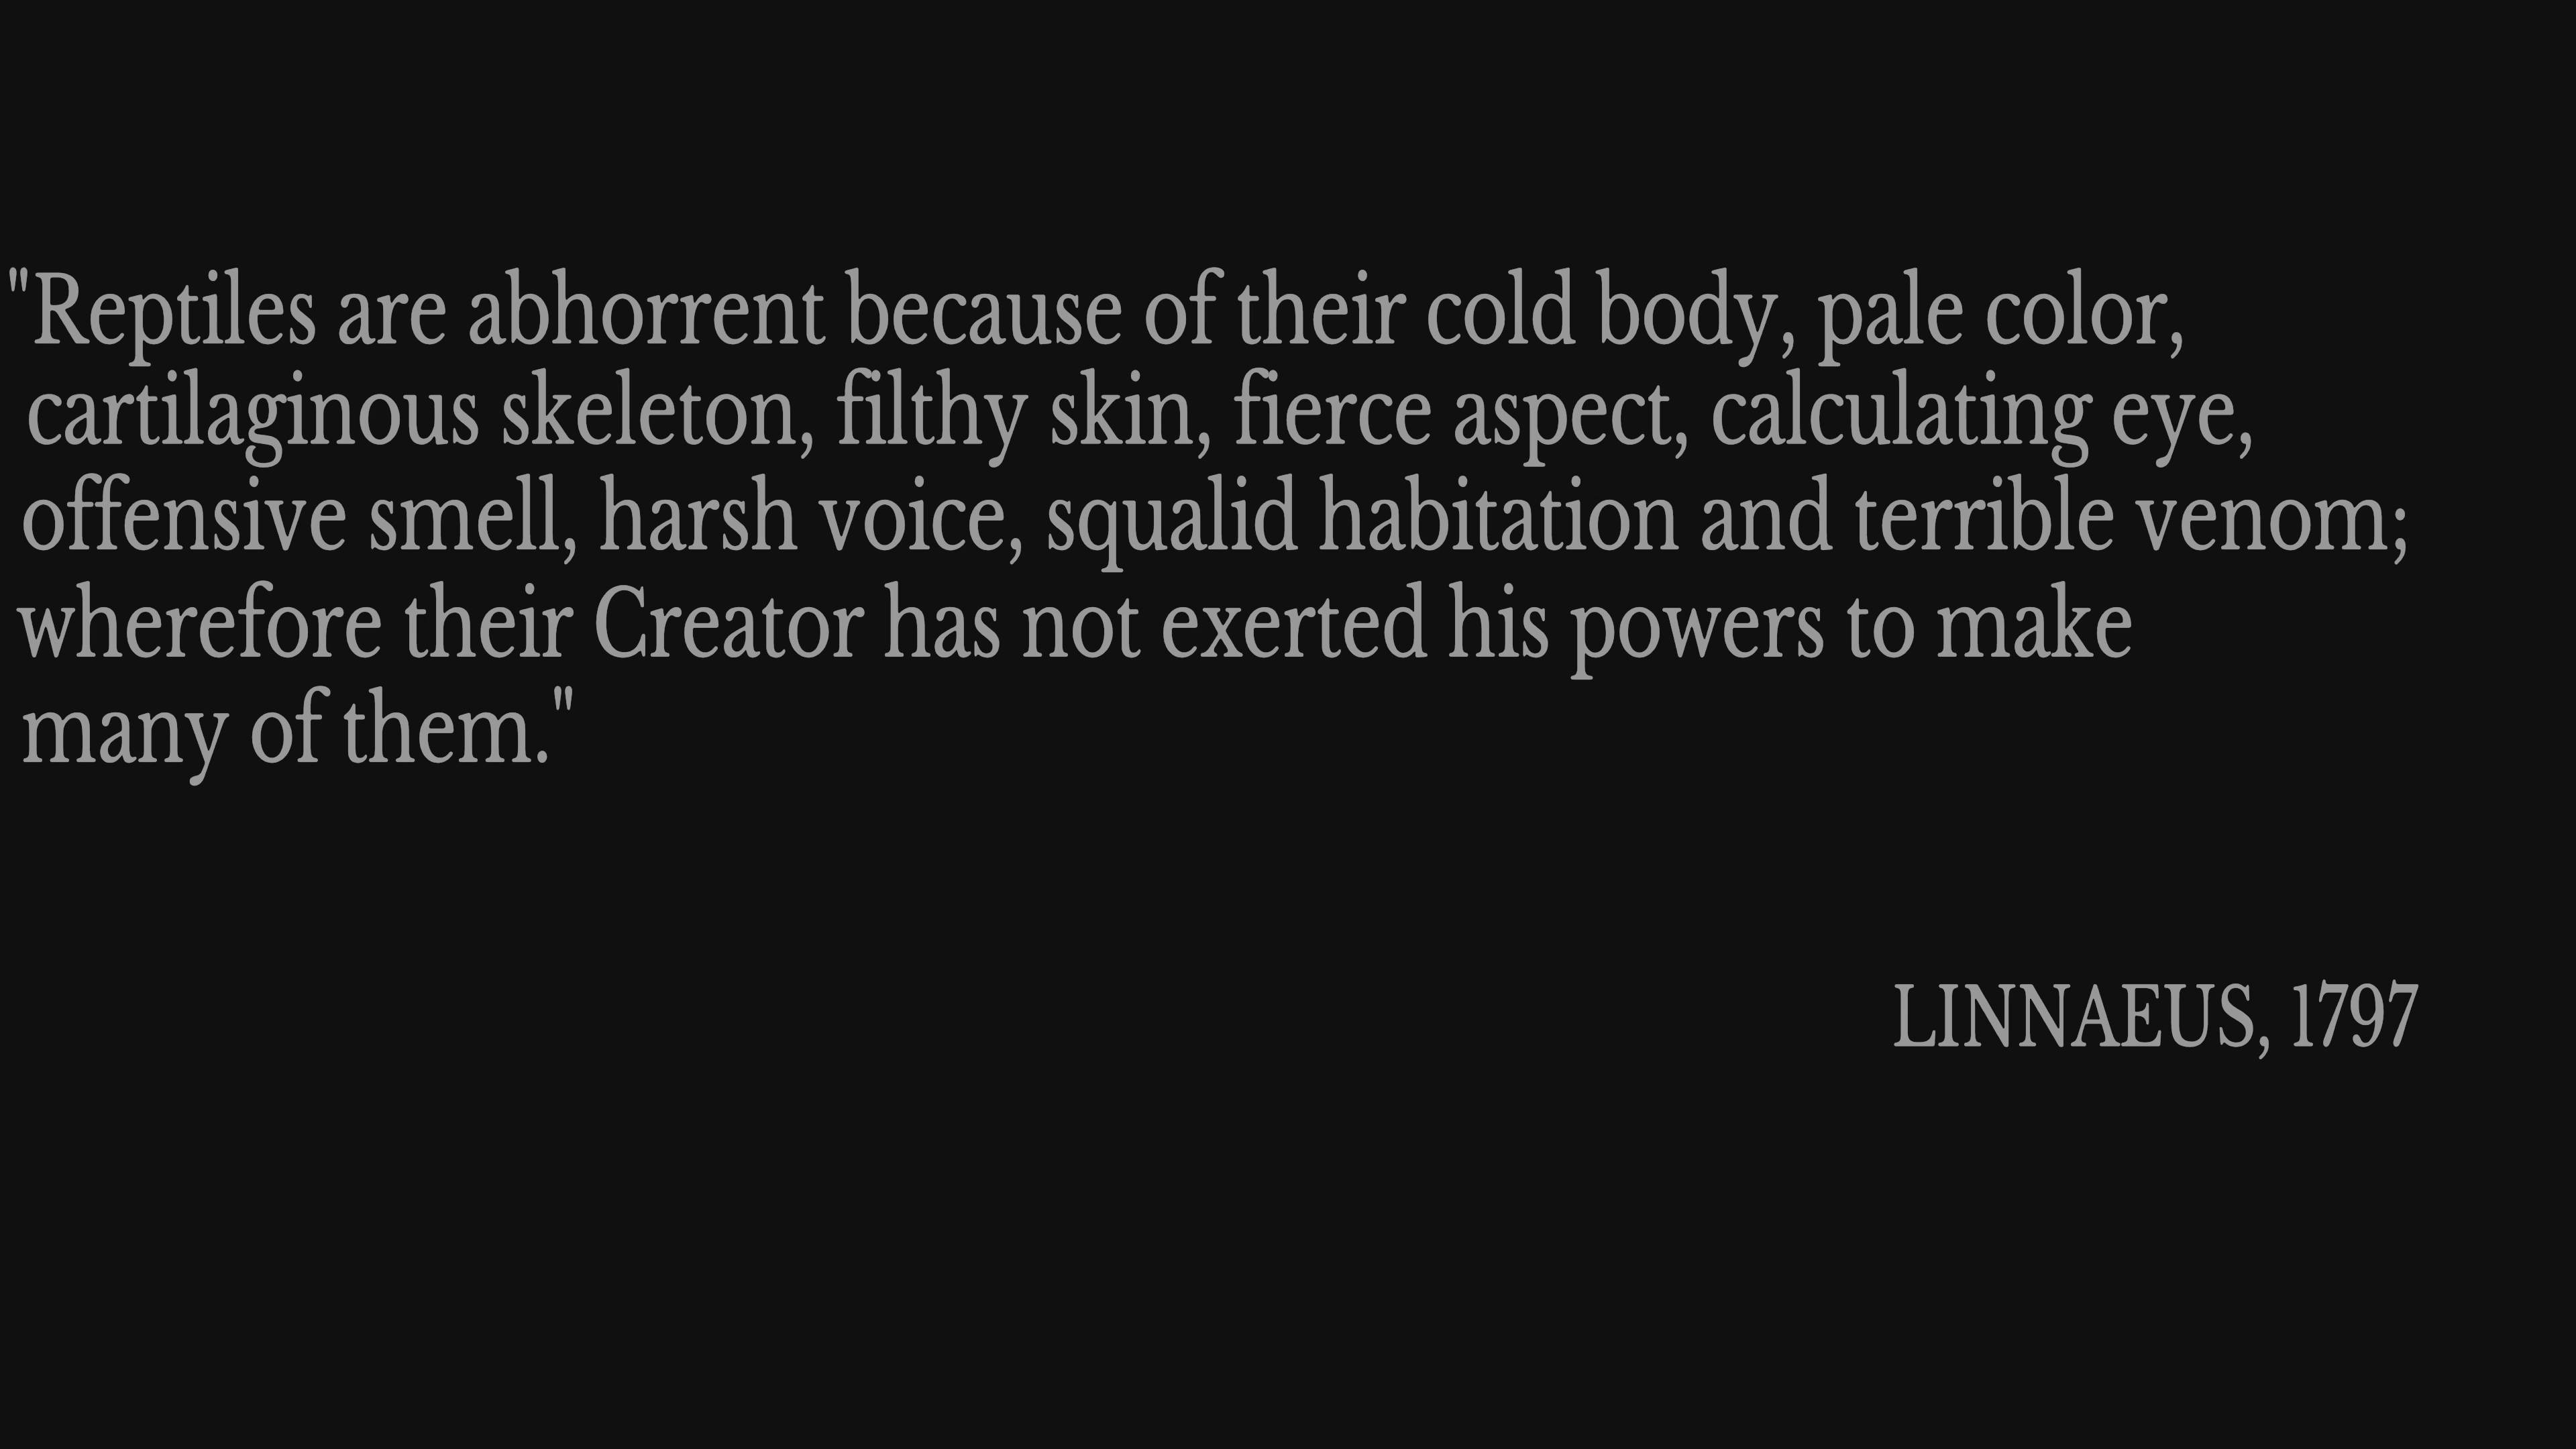 "Reptiles are abhorrent because of their cold body, pale color,
cartilaginous skeleton, filthy skin, fierce aspect, calculating eye,
offensive smell, harsh voice, squalid habitation and terrible venom;
wherefore their Creator has not exerted his powers to make
many of them."
LINNAEUS, 1797